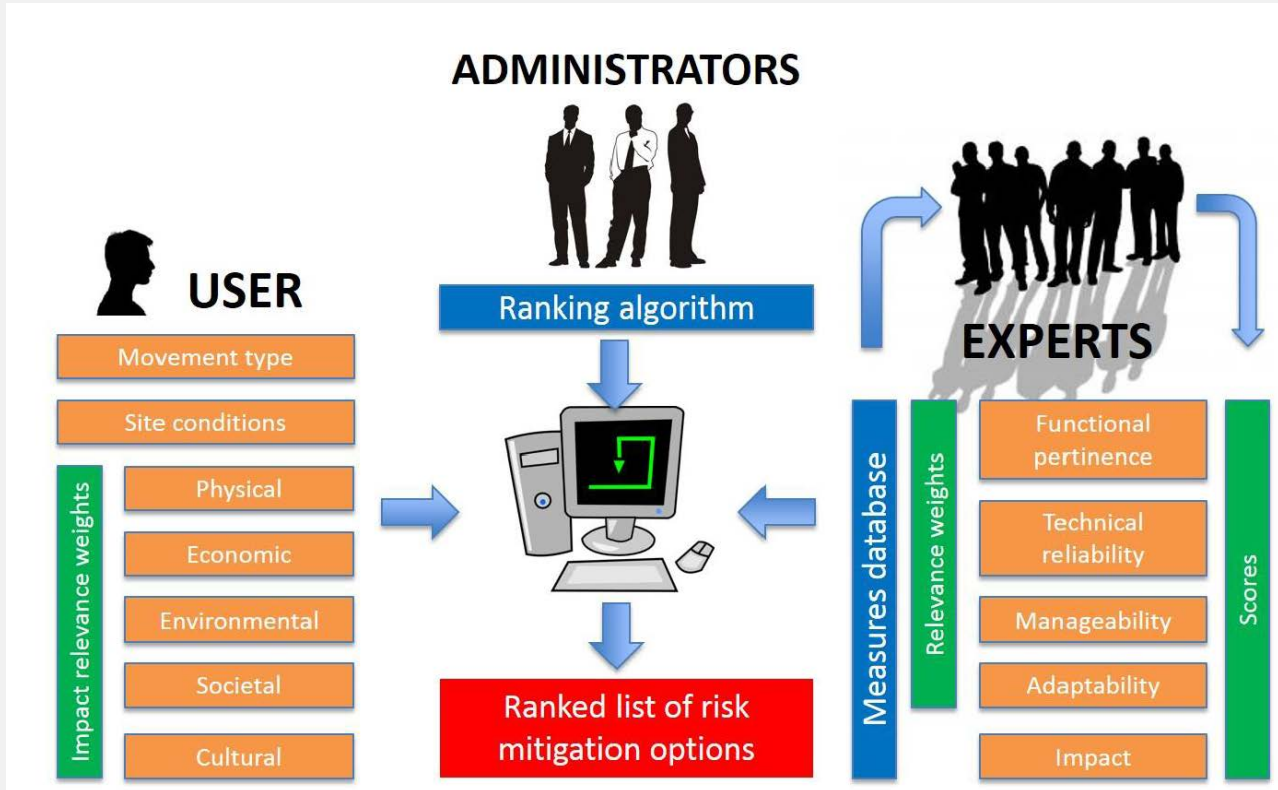 ADMINISTRATORS
USER
Movement type
Site conditions
Impact relevance weights
Physical
Economic
Environmental
Societal
Cultural
Ranking algorithm
Ranked list of risk
mitigation options
EXPERTS
Measures database
Relevance weights
Functional
pertinence
Technical
reliability
Manageability
Adaptability
Impact
Scores